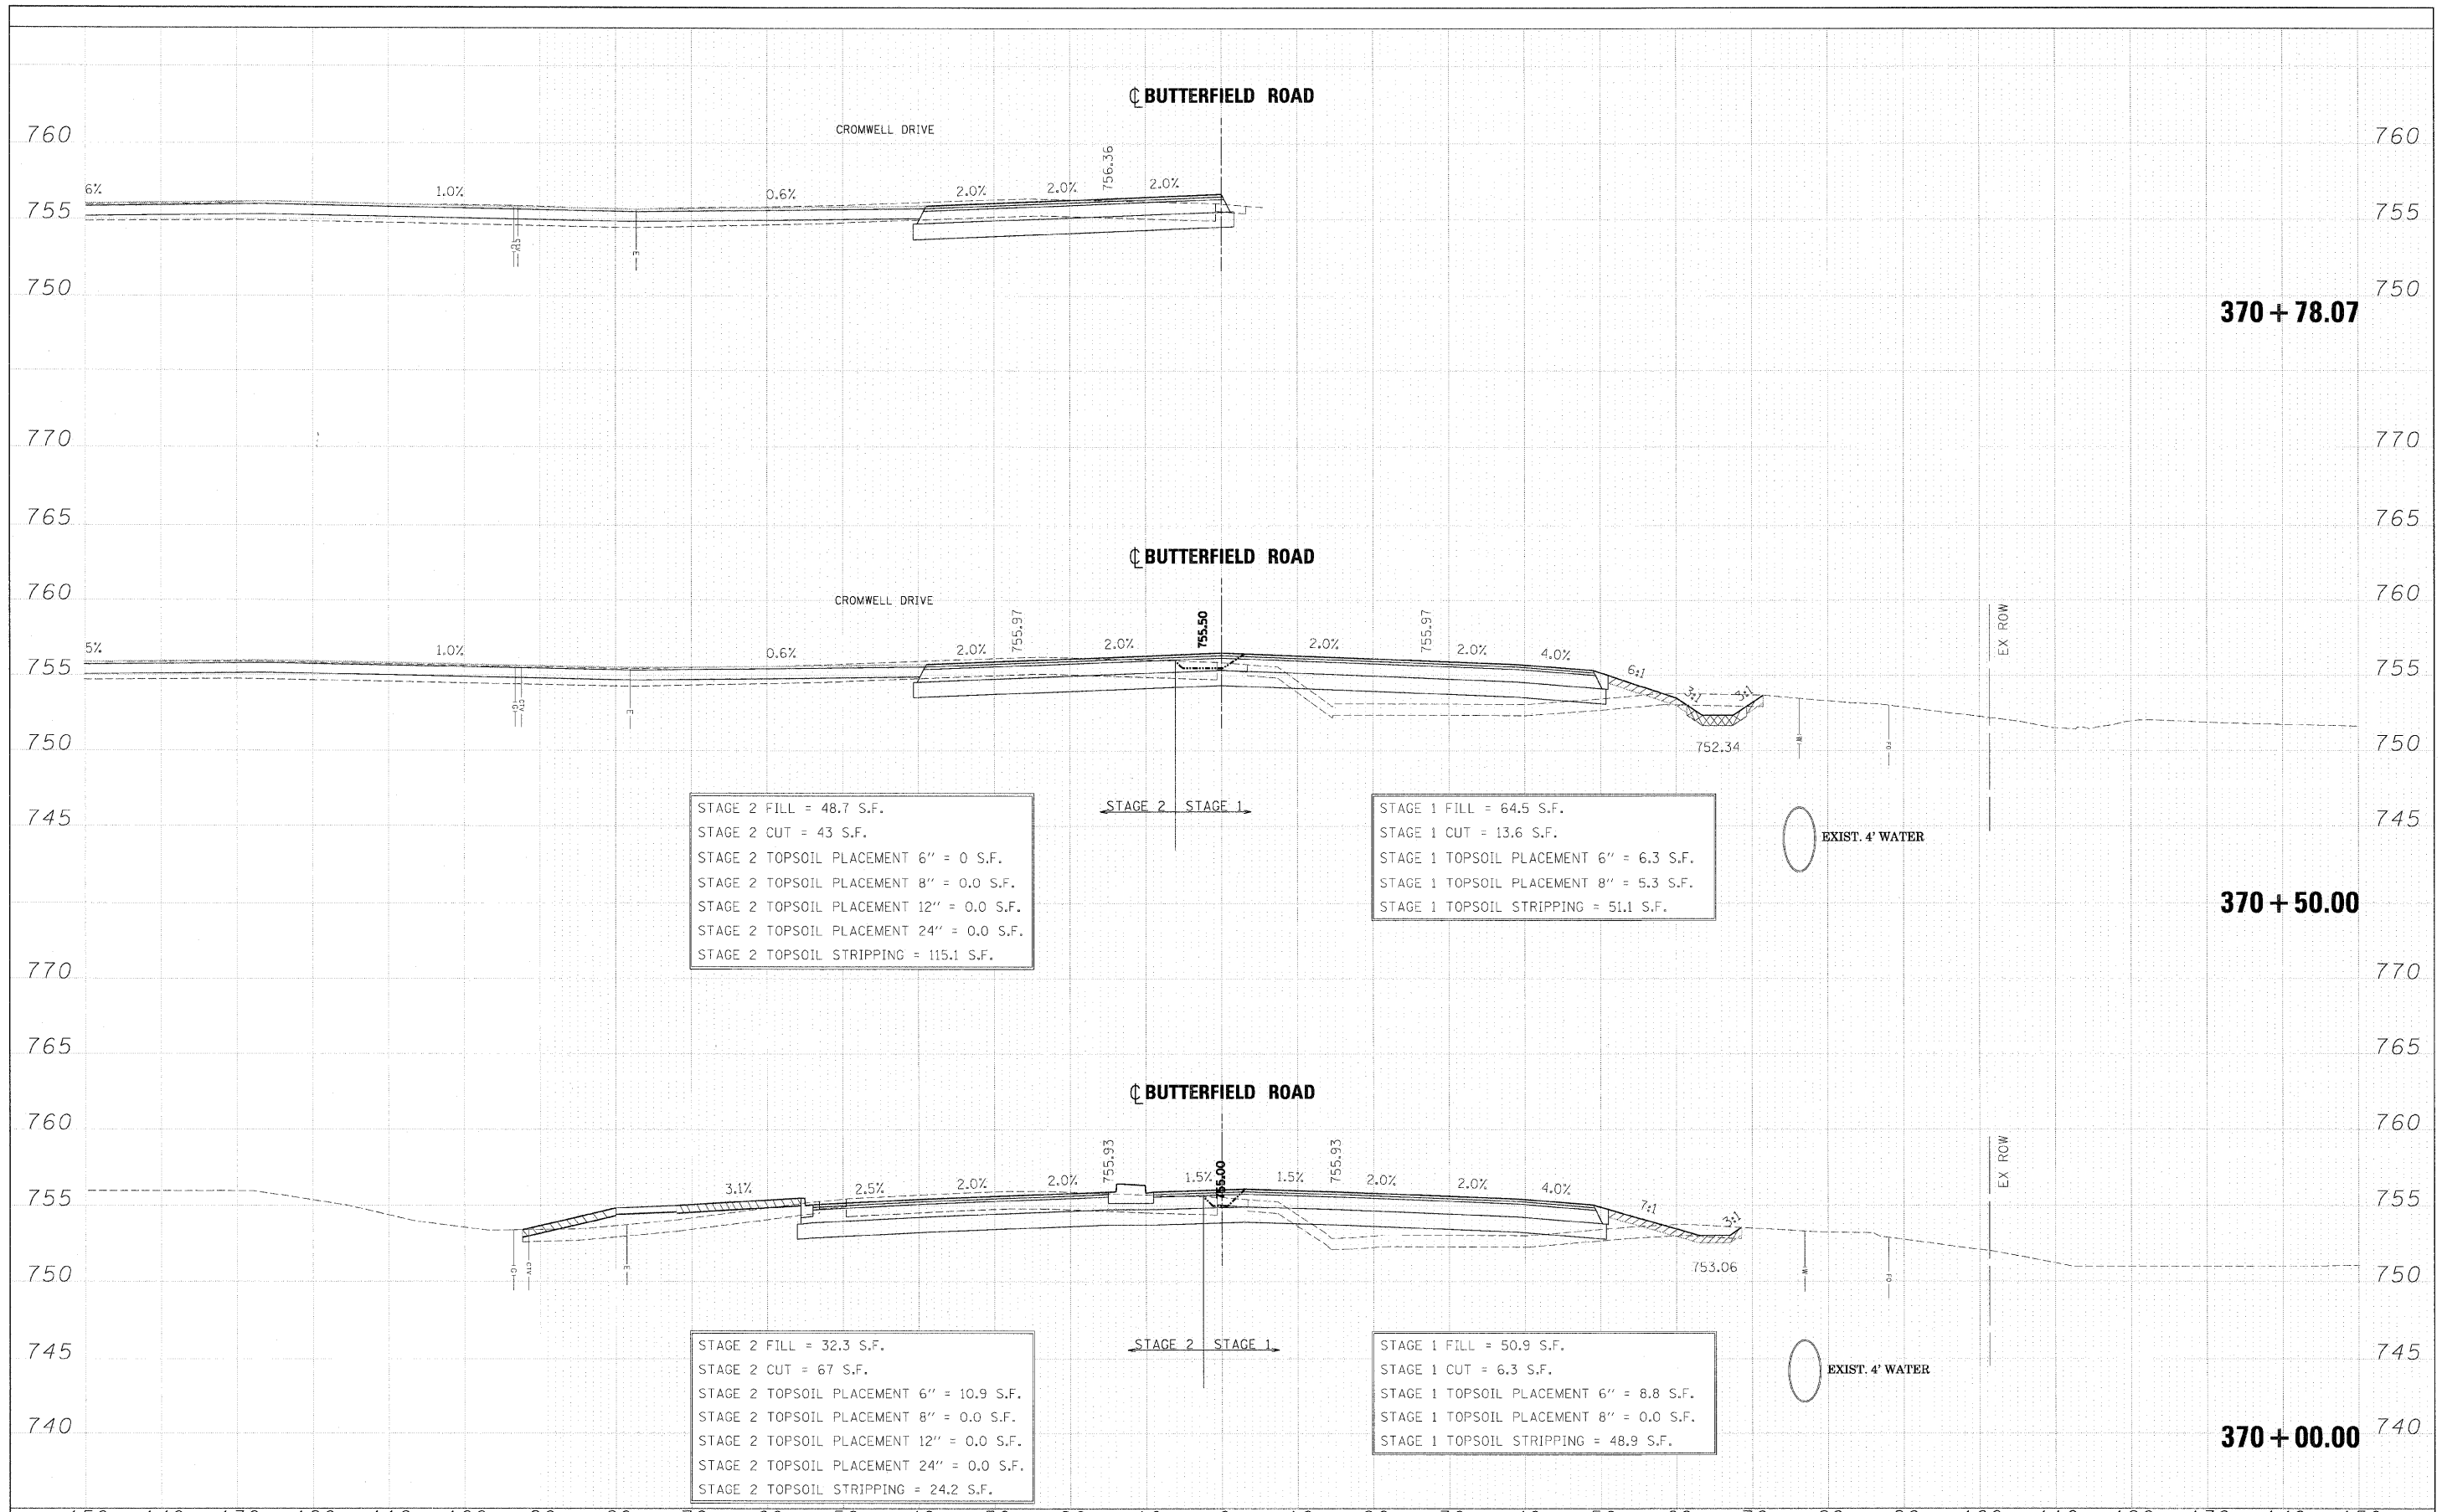 ℄ BUTTERFIELD ROAD
CROMWELL DRIVE
756.36
760 760
6% 1.0% 0.6% 2.0% 2.0% 2.0%
755 755
CTV
E
750 750
370 + 78.07
770 770
765 765
℄ BUTTERFIELD ROAD
CROMWELL DRIVE
760 760
755.97 755.50 755.97 EX ROW
5% 1.0% 0.6% 2.0% 2.0% 2.0% 2.0% 4.0%
6:1 3:1 3:1
755 755
G CTV E W FO
752.34
750 750
STAGE 2 STAGE 1
STAGE 2 FILL = 48.7 S.F.
STAGE 2 CUT = 43 S.F.
STAGE 2 TOPSOIL PLACEMENT 6" = 0 S.F.
STAGE 2 TOPSOIL PLACEMENT 8" = 0.0 S.F.
STAGE 2 TOPSOIL PLACEMENT 12" = 0.0 S.F.
STAGE 2 TOPSOIL PLACEMENT 24" = 0.0 S.F.
STAGE 2 TOPSOIL STRIPPING = 115.1 S.F.
STAGE 1 FILL = 64.5 S.F.
STAGE 1 CUT = 13.6 S.F.
STAGE 1 TOPSOIL PLACEMENT 6" = 6.3 S.F.
STAGE 1 TOPSOIL PLACEMENT 8" = 5.3 S.F.
STAGE 1 TOPSOIL STRIPPING = 51.1 S.F.
745 745
EXIST. 4' WATER
370 + 50.00
770 770
765 765
℄ BUTTERFIELD ROAD
760 760
755.93 755.00 755.93 EX ROW
3.1% 2.5% 2.0% 2.0% 1.5% 1.5% 2.0% 2.0% 4.0%
7:1 3:1
755 755
G CTV E W FO
753.06
750 750
STAGE 2 STAGE 1
STAGE 2 FILL = 32.3 S.F.
STAGE 2 CUT = 67 S.F.
STAGE 2 TOPSOIL PLACEMENT 6" = 10.9 S.F.
STAGE 2 TOPSOIL PLACEMENT 8" = 0.0 S.F.
STAGE 2 TOPSOIL PLACEMENT 12" = 0.0 S.F.
STAGE 2 TOPSOIL PLACEMENT 24" = 0.0 S.F.
STAGE 2 TOPSOIL STRIPPING = 24.2 S.F.
STAGE 1 FILL = 50.9 S.F.
STAGE 1 CUT = 6.3 S.F.
STAGE 1 TOPSOIL PLACEMENT 6" = 8.8 S.F.
STAGE 1 TOPSOIL PLACEMENT 8" = 0.0 S.F.
STAGE 1 TOPSOIL STRIPPING = 48.9 S.F.
745 745
EXIST. 4' WATER
740 740
370 + 00.00